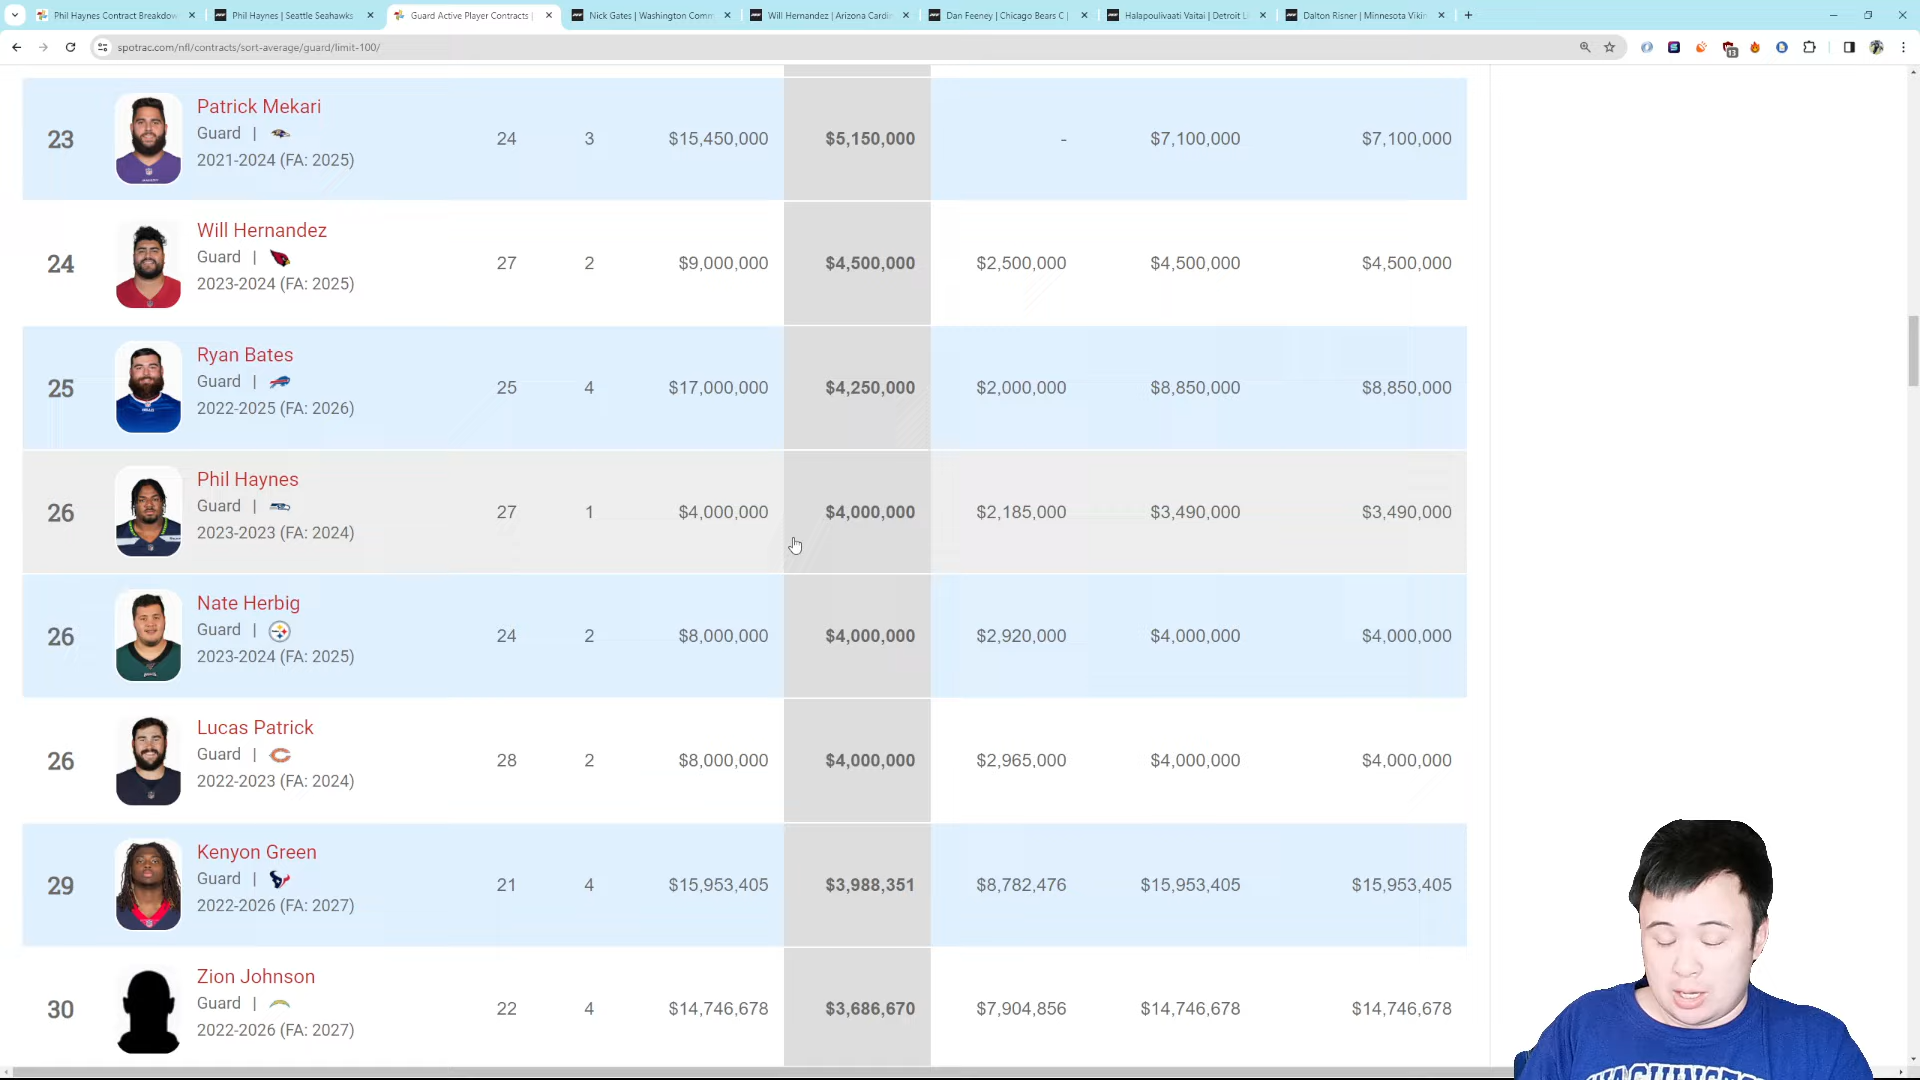 Phil Haynes Contract Breakdow
Phil Haynes | Seattle Seahawks
Guard Active Player Contracts |
Nick Gates | Washington Comm
Will Hernandez | Arizona Cardin
Dan Feeney | Chicago Bears C |
Halapoulivaati Vaitai | Detroit L
Dalton Risner | Minnesota Vikin
spotrac.com/nfl/contracts/sort-average/guard/limit-100/
13
23
Patrick Mekari
Guard |
2021-2024 (FA: 2025)
24 3 $15,450,000 $5,150,000 - $7,100,000 $7,100,000
24
Will Hernandez
Guard |
2023-2024 (FA: 2025)
27 2 $9,000,000 $4,500,000 $2,500,000 $4,500,000 $4,500,000
25
Ryan Bates
Guard |
2022-2025 (FA: 2026)
25 4 $17,000,000 $4,250,000 $2,000,000 $8,850,000 $8,850,000
26
Phil Haynes
Guard |
2023-2023 (FA: 2024)
27 1 $4,000,000 $4,000,000 $2,185,000 $3,490,000 $3,490,000
26
Nate Herbig
Guard |
2023-2024 (FA: 2025)
24 2 $8,000,000 $4,000,000 $2,920,000 $4,000,000 $4,000,000
26
Lucas Patrick
Guard |
2022-2023 (FA: 2024)
28 2 $8,000,000 $4,000,000 $2,965,000 $4,000,000 $4,000,000
29
Kenyon Green
Guard |
2022-2026 (FA: 2027)
21 4 $15,953,405 $3,988,351 $8,782,476 $15,953,405 $15,953,405
30
Zion Johnson
Guard |
2022-2026 (FA: 2027)
22 4 $14,746,678 $3,686,670 $7,904,856 $14,746,678 $14,746,678